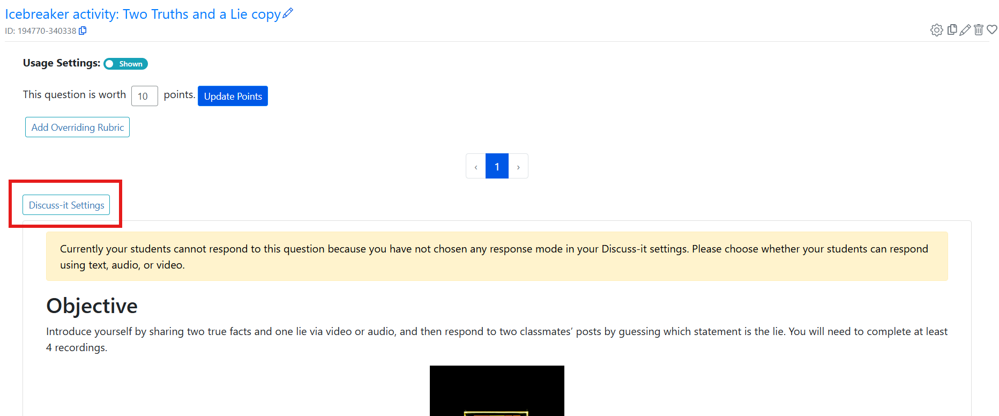 Icebreaker activity: Two Truths and a Lie copy
ID: 194770-340338
Usage Settings: Shown
This question is worth 10 points. Update Points
Add Overriding Rubric
‹ 1 ›
Discuss-it Settings
Currently your students cannot respond to this question because you have not chosen any response mode in your Discuss-it settings. Please choose whether your students can respond
using text, audio, or video.
Objective
Introduce yourself by sharing two true facts and one lie via video or audio, and then respond to two classmates’ posts by guessing which statement is the lie. You will need to complete at least
4 recordings.